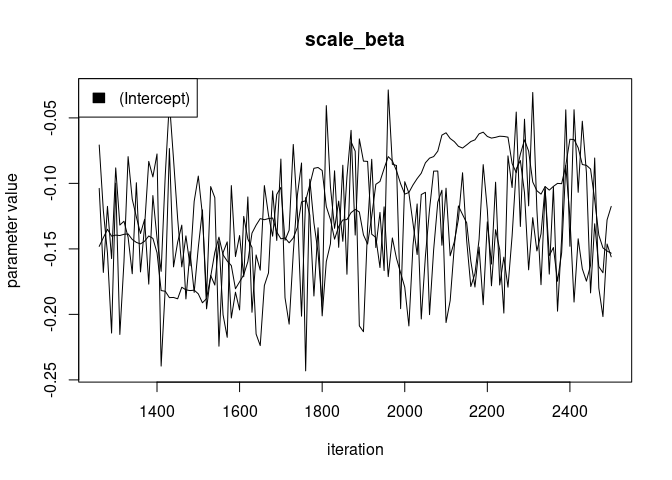 scale_beta
(Intercept)
parameter value
-0.05
-0.10
-0.15
-0.20
-0.25
1400 1600 1800 2000 2200 2400
iteration